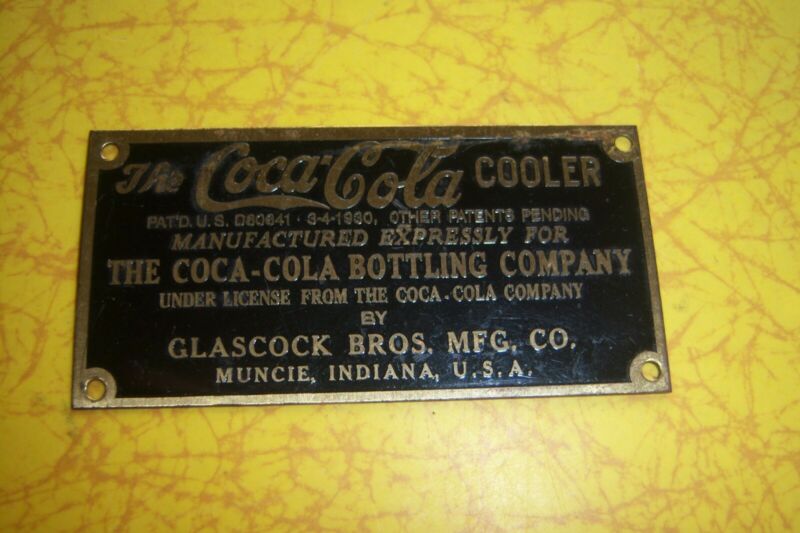 The Coca-Cola COOLER
PAT'D. U.S. D80841 · 3-4-1930, OTHER PATENTS PENDING
MANUFACTURED EXPRESSLY FOR
THE COCA-COLA BOTTLING COMPANY
UNDER LICENSE FROM THE COCA-COLA COMPANY
BY
GLASCOCK BROS. MFG. CO.
MUNCIE, INDIANA, U.S.A.